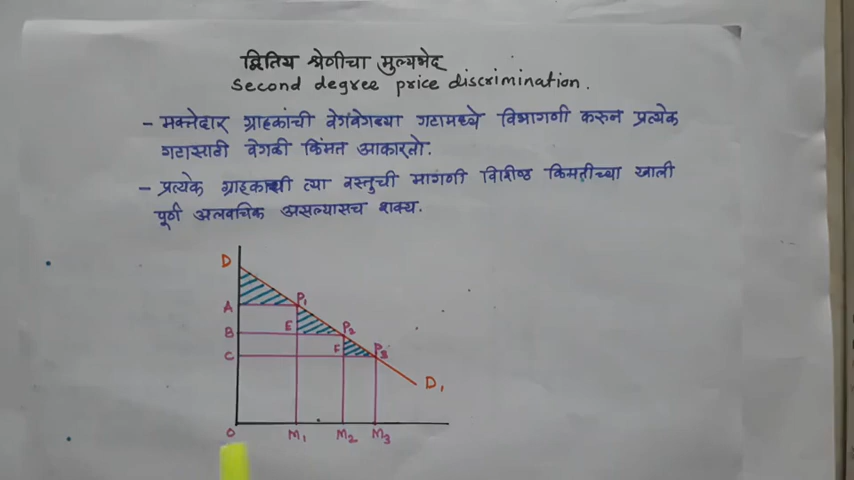 द्वितिय श्रेणीचा मुल्यभेद
second degree price discrimination.
- मक्तेदार ग्राहकांची वेगवेगळ्या गटामध्ये विभागणी करुन प्रत्येक
गटासाठी वेगळी किंमत आकारतो.
- प्रत्येक ग्राहकाची त्या वस्तुची मागणी विशिष्ठ किमतीच्या खाली
पूर्ण अलवचिक असल्यासच शक्य.
D
A P1
E
B P2
F
C P3
D1
O M1 M2 M3